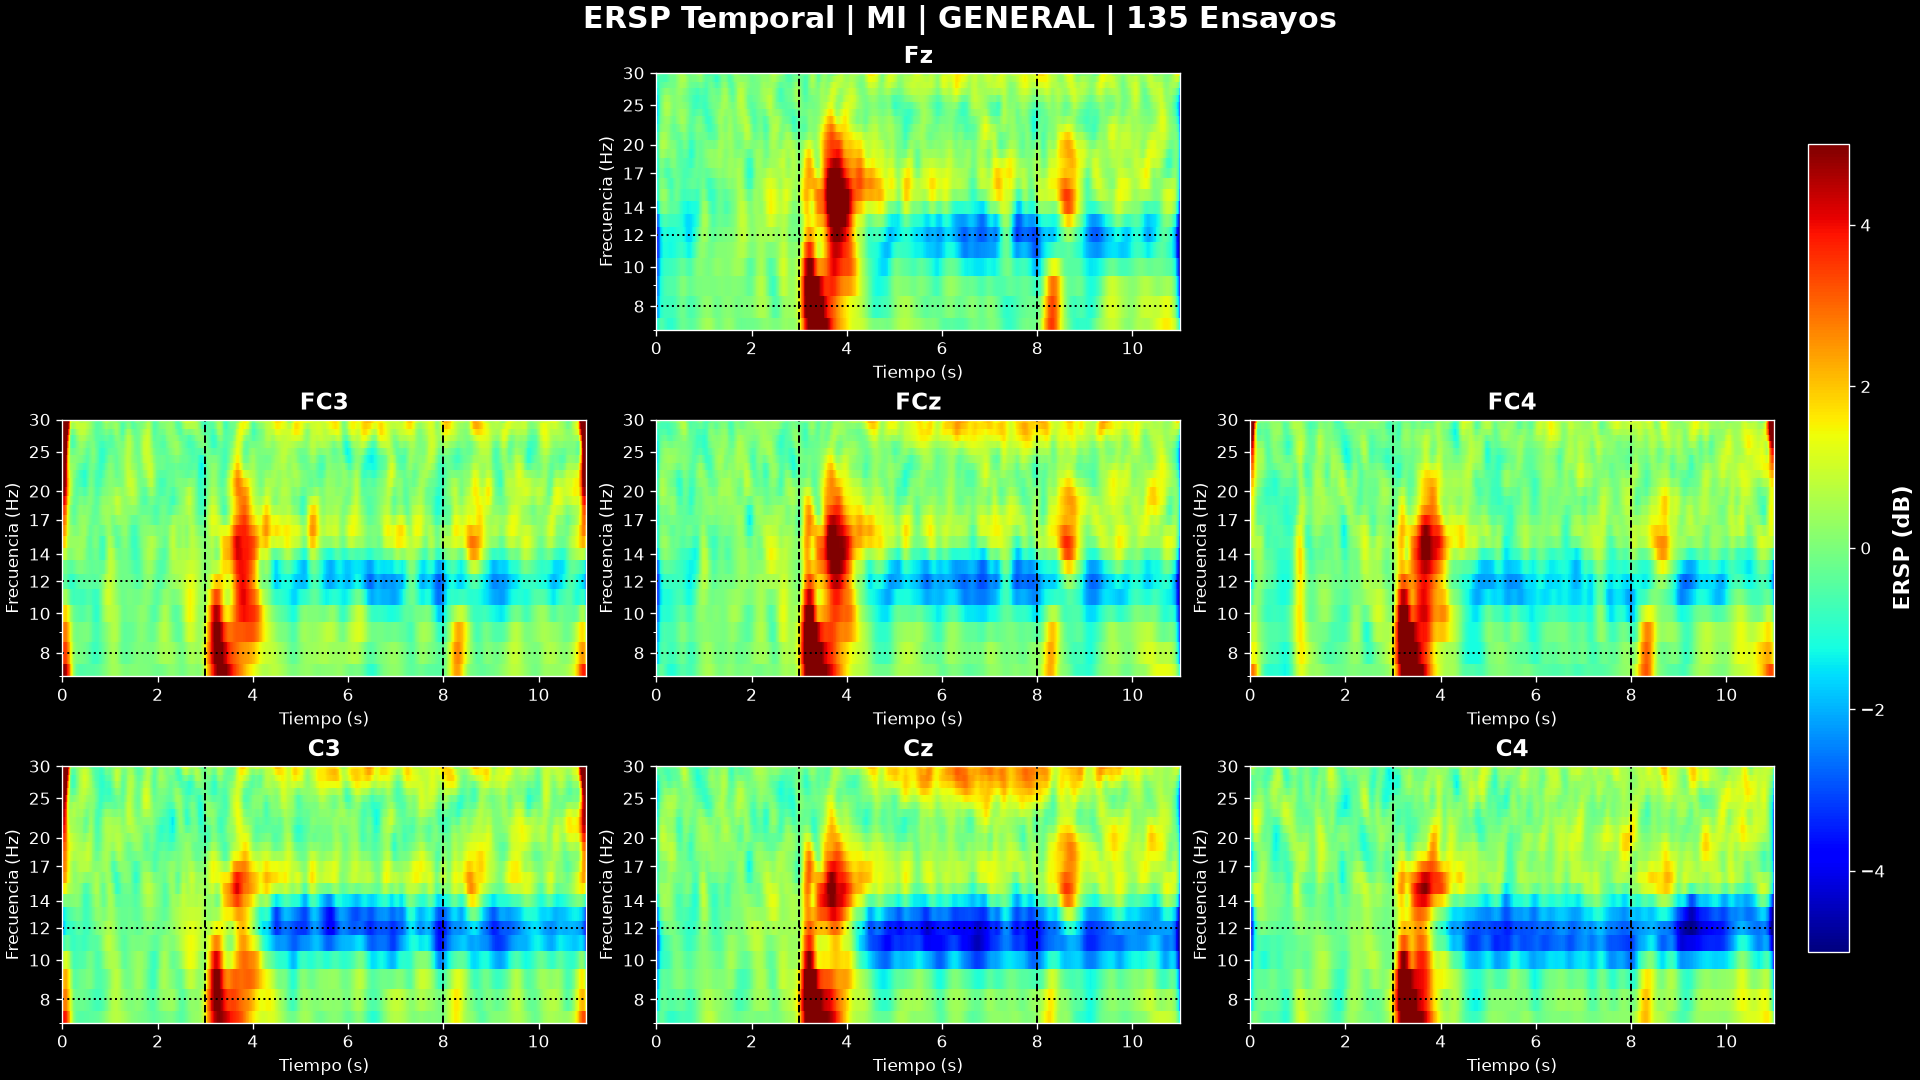 ERSP Temporal | MI | GENERAL | 135 Ensayos
Fz
30
25
20
17
14
12
10
8
Frecuencia (Hz)
0 2 4 6 8 10
Tiempo (s)
FC3
30
25
20
17
14
12
10
8
Frecuencia (Hz)
0 2 4 6 8 10
Tiempo (s)
FCz
30
25
20
17
14
12
10
8
Frecuencia (Hz)
0 2 4 6 8 10
Tiempo (s)
FC4
30
25
20
17
14
12
10
8
Frecuencia (Hz)
0 2 4 6 8 10
Tiempo (s)
C3
30
25
20
17
14
12
10
8
Frecuencia (Hz)
0 2 4 6 8 10
Tiempo (s)
Cz
30
25
20
17
14
12
10
8
Frecuencia (Hz)
0 2 4 6 8 10
Tiempo (s)
C4
30
25
20
17
14
12
10
8
Frecuencia (Hz)
0 2 4 6 8 10
Tiempo (s)
4
2
0
−2
−4
ERSP (dB)